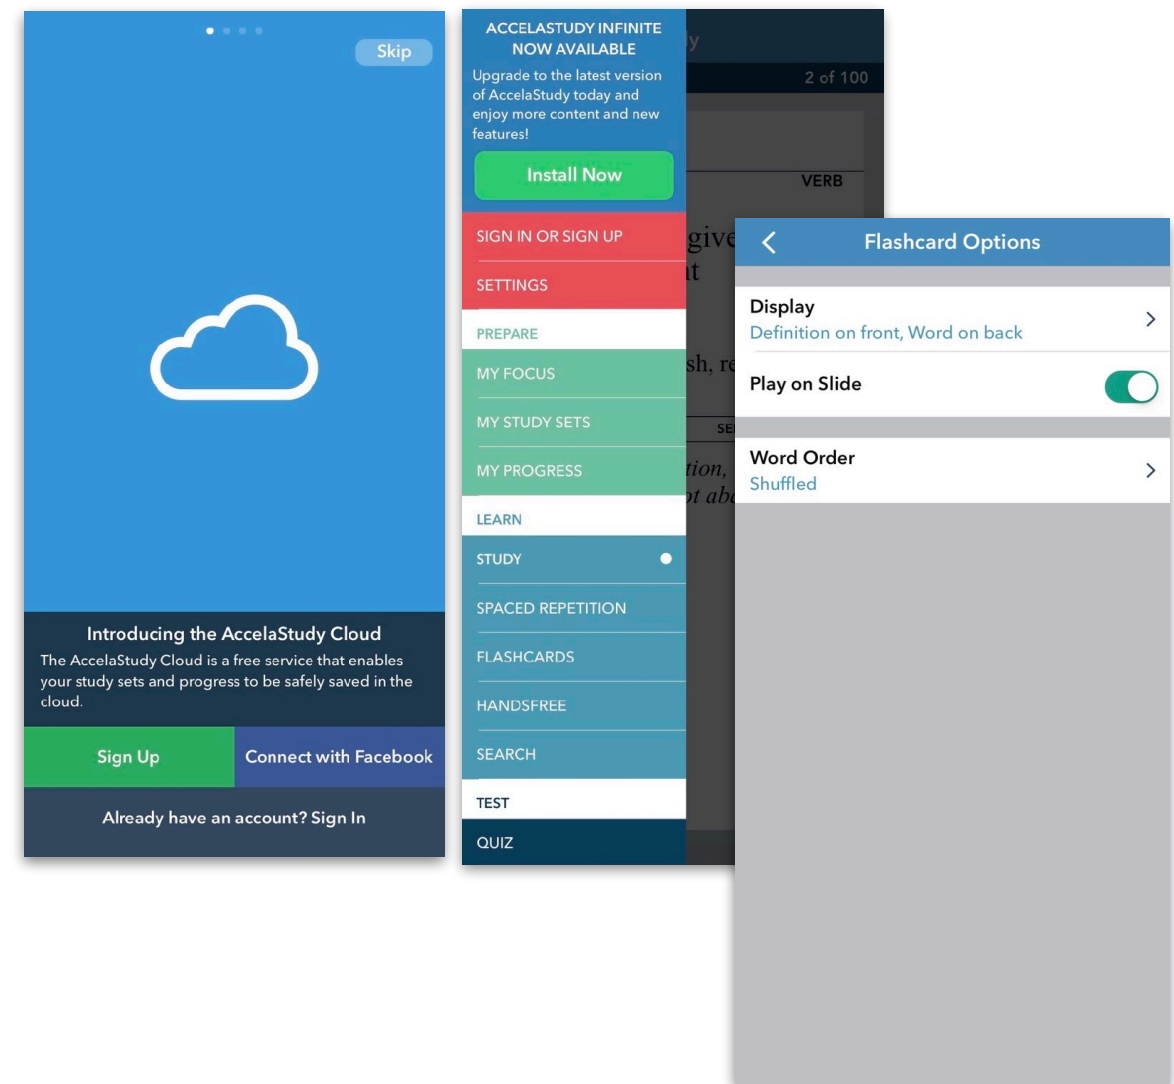 Skip
Introducing the AccelaStudy Cloud
The AccelaStudy Cloud is a free service that enables
your study sets and progress to be safely saved in the
cloud.
Sign Up
Connect with Facebook
Already have an account? Sign In
ACCELASTUDY INFINITE
NOW AVAILABLE
Upgrade to the latest version
of AccelaStudy today and
enjoy more content and new
features!
Install Now
SIGN IN OR SIGN UP
SETTINGS
PREPARE
MY FOCUS
MY STUDY SETS
MY PROGRESS
LEARN
STUDY
SPACED REPETITION
FLASHCARDS
HANDSFREE
SEARCH
TEST
QUIZ
2 of 100
VERB
give
Flashcard Options
Display
Definition on front, Word on back
Play on Slide
Word Order
Shuffled